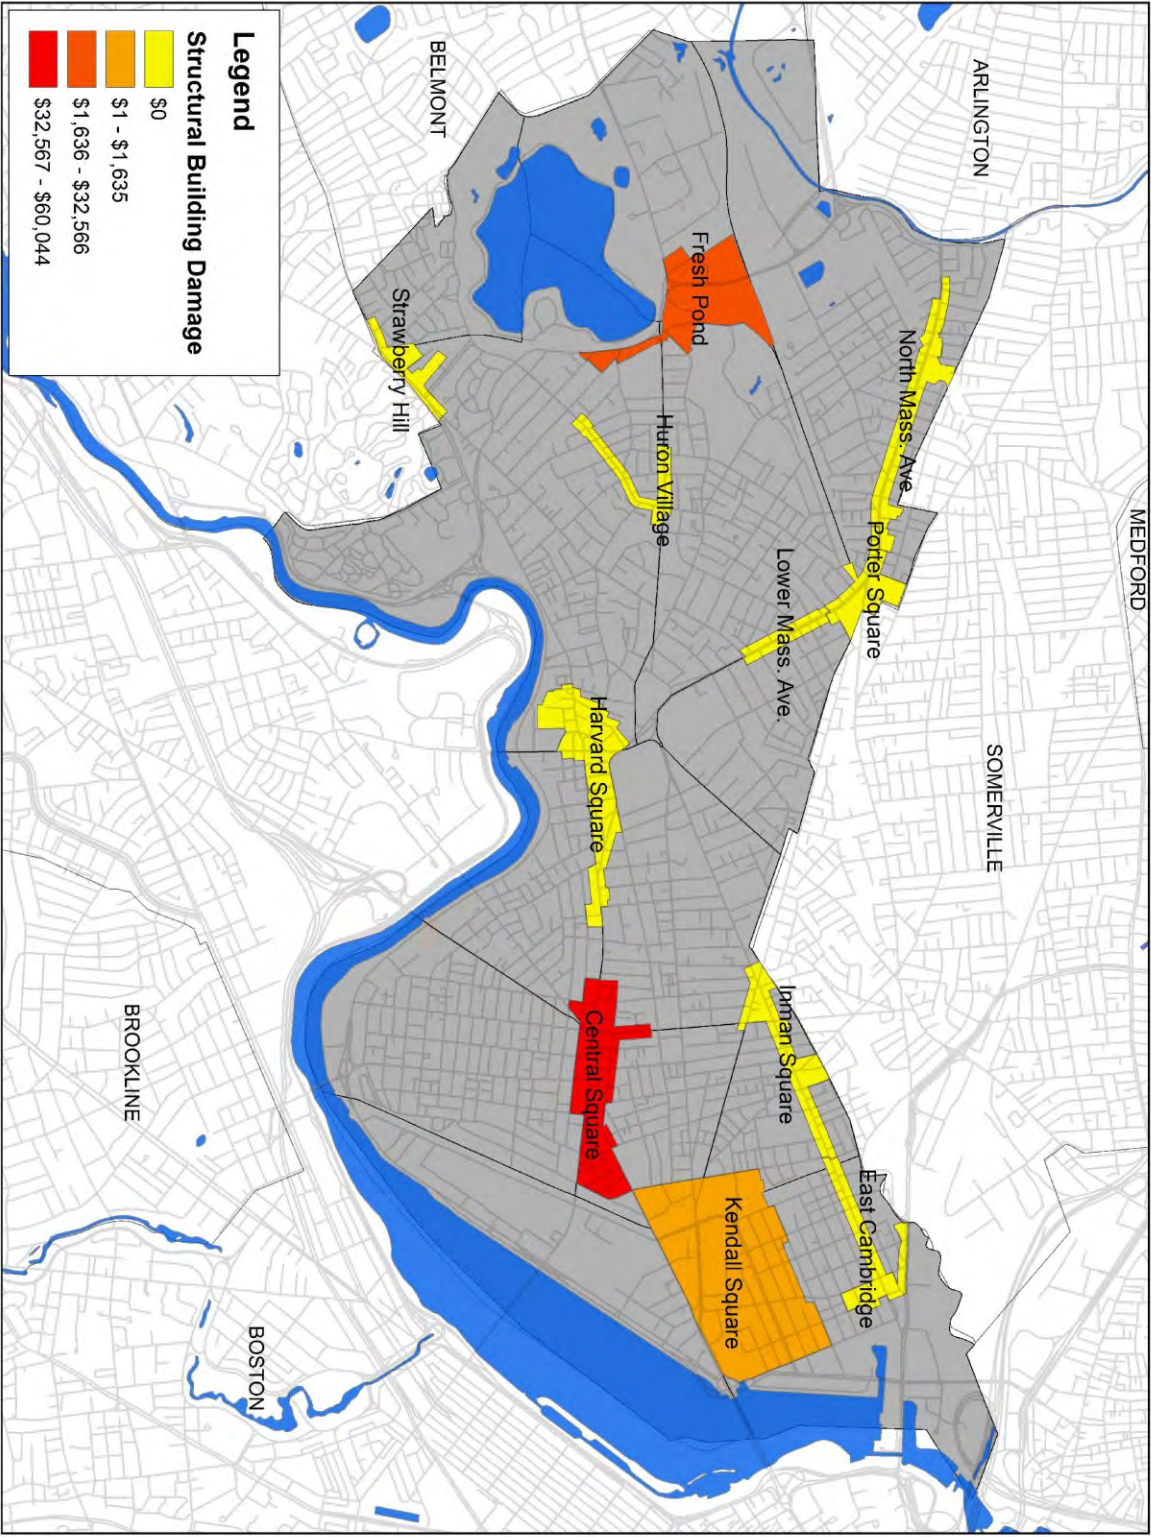 ARLINGTON
MEDFORD
BELMONT
SOMERVILLE
North Mass. Ave
Porter Square
Fresh Pond
Lower Mass. Ave.
Huron Village
Strawberry Hill
Harvard Square
Inman Square
East Cambridge
Central Square
Kendall Square
BROOKLINE
BOSTON
Legend
Structural Building Damage
$0
$1 - $1,635
$1,636 - $32,566
$32,567 - $60,044